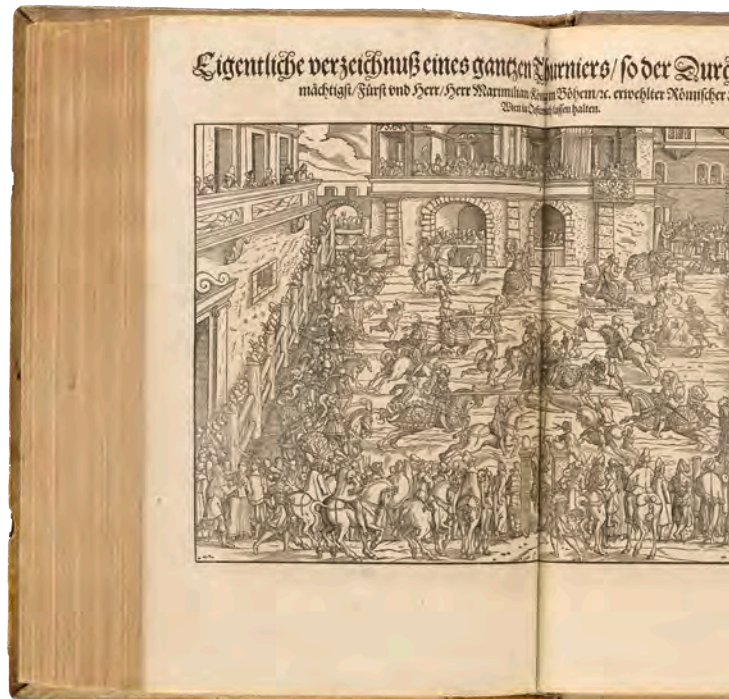 Eigentliche verzeichnuß eines gantzen Thurniers/ so der Durc
mächtigst/ Fürst vnd Herr/ Herr Maximilian König in Böhem/ ꝛc. erwehlter Römischer
Wien in Osterreich lassen halten.